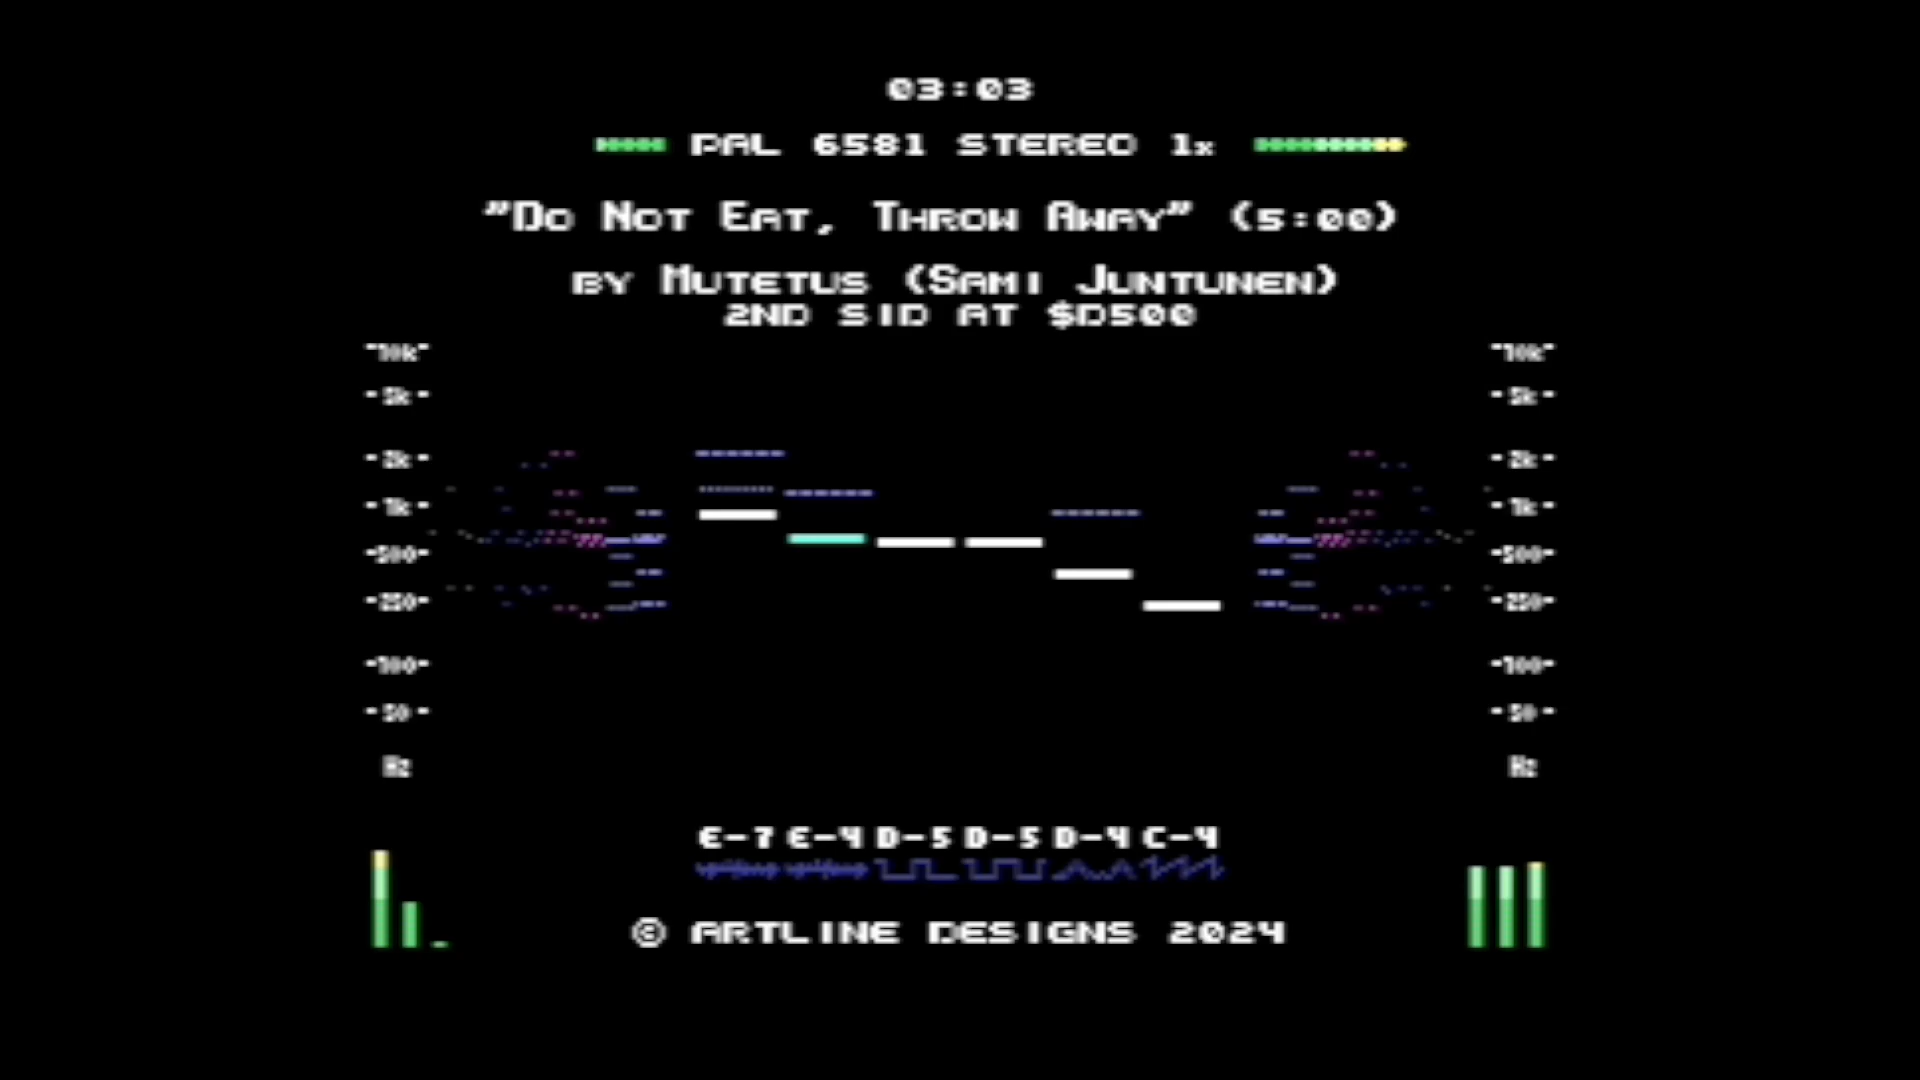 03:03
PAL 6581 STEREO 1x
"Do Not Eat, Throw Away" (5:00)
by Mutetus (Sami Juntunen)
2ND SID AT $D500
10k 10k
5k 5k
2k 2k
1k 1k
500 500
250 250
100 100
50 50
Hz Hz
E-7 E-4 D-5 D-5 D-4 C-4
© ARTLINE DESIGNS 2024